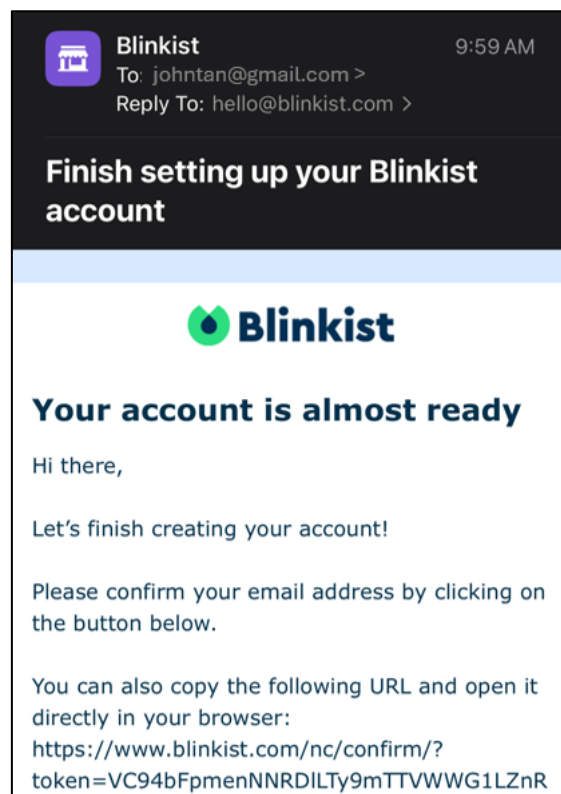 Blinkist
9:59 AM
To: johntan@gmail.com >
Reply To: hello@blinkist.com >
Finish setting up your Blinkist
account
Blinkist
Your account is almost ready
Hi there,
Let's finish creating your account!
Please confirm your email address by clicking on
the button below.
You can also copy the following URL and open it
directly in your browser:
https://www.blinkist.com/nc/confirm/?
token=VC94bFpmenNNRDlLTy9mTTVWWG1LZnR